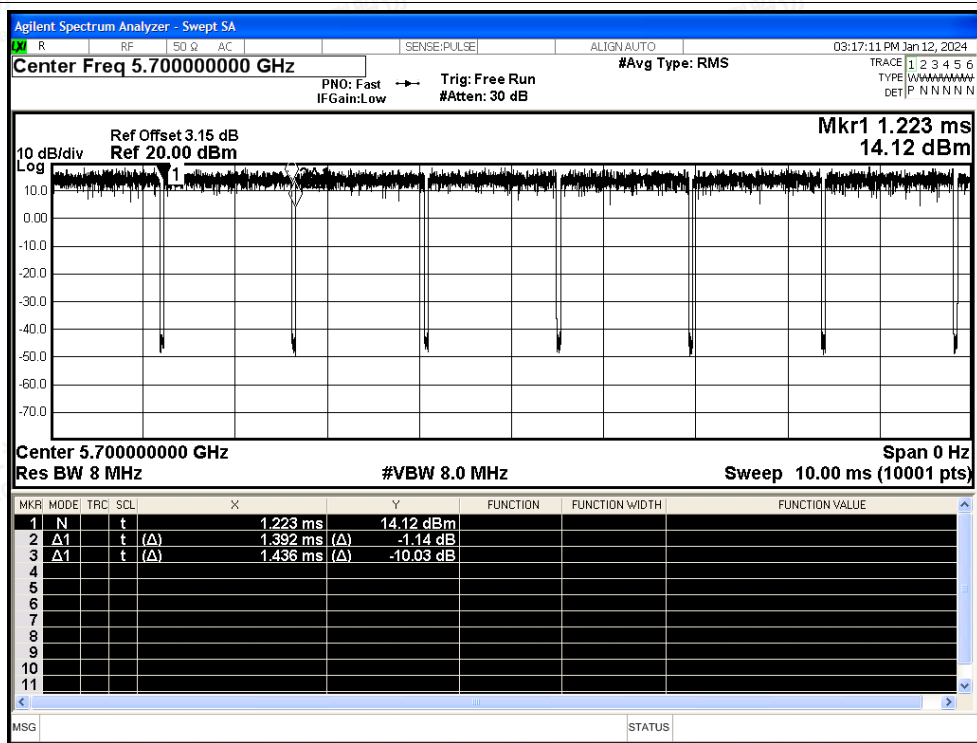 Agilent Spectrum Analyzer - Swept SA
LXI R RF 50 Ω AC SENSE:PULSE ALIGN AUTO 03:17:11 PM Jan 12, 2024
Center Freq 5.700000000 GHz #Avg Type: RMS TRACE 1 2 3 4 5 6
PNO: Fast Trig: Free Run TYPE WWWWWW
IFGain:Low #Atten: 30 dB DET P N N N N N
Mkr1 1.223 ms
Ref Offset 3.15 dB
10 dB/div Ref 20.00 dBm 14.12 dBm
Log
1
10.0
0.00
-10.0
-20.0
-30.0
-40.0
-50.0
-60.0
-70.0
Center 5.700000000 GHz Span 0 Hz
Res BW 8 MHz #VBW 8.0 MHz Sweep 10.00 ms (10001 pts)
MKR MODE TRC SCL X Y FUNCTION FUNCTION WIDTH FUNCTION VALUE
1 N t 1.223 ms 14.12 dBm
2 Δ1 t (Δ) 1.392 ms (Δ) -1.14 dB
3 Δ1 t (Δ) 1.436 ms (Δ) -10.03 dB
4
5
6
7
8
9
10
11
MSG STATUS